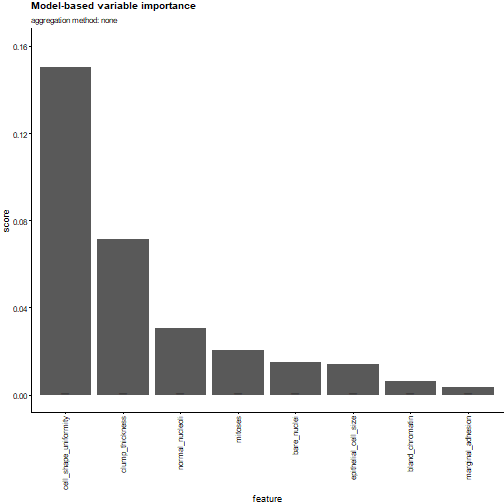 Model-based variable importance
aggregation method: none
score
0.16
0.12
0.08
0.04
0.00
cell_shape_uniformity
clump_thickness
normal_nucleoli
mitoses
bare_nuclei
epithelial_cell_size
bland_chromatin
marginal_adhesion
feature